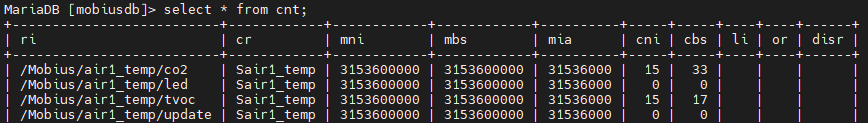 MariaDB [mobiusdb]> select * from cnt;
+-------------------------+------------+------------+------------+----------+------+------+------+------+------+
| ri                      | cr         | mni        | mbs        | mia      | cni  | cbs  | li   | or   | disr |
+-------------------------+------------+------------+------------+----------+------+------+------+------+------+
| /Mobius/air1_temp/co2    | Sair1_temp | 3153600000 | 3153600000 | 31536000 |   15 |   33 |      |      |      |
| /Mobius/air1_temp/led    | Sair1_temp | 3153600000 | 3153600000 | 31536000 |    0 |    0 |      |      |      |
| /Mobius/air1_temp/tvoc   | Sair1_temp | 3153600000 | 3153600000 | 31536000 |   15 |   17 |      |      |      |
| /Mobius/air1_temp/update | Sair1_temp | 3153600000 | 3153600000 | 31536000 |    0 |    0 |      |      |      |